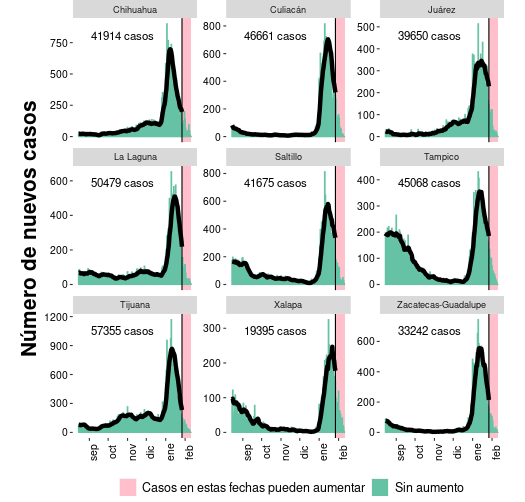 Chihuahua
Culiacán
Juárez
41914 casos
46661 casos
39650 casos
750
500
250
0
800
600
400
200
0
500
400
300
200
100
0
La Laguna
Saltillo
Tampico
50479 casos
41675 casos
45068 casos
600
400
200
0
800
600
400
200
0
400
300
200
100
0
Tijuana
Xalapa
Zacatecas-Guadalupe
57355 casos
19395 casos
33242 casos
1200
900
600
300
0
300
200
100
0
600
400
200
0
sep oct nov dic ene feb
sep oct nov dic ene feb
sep oct nov dic ene feb
Número de nuevos casos
Casos en estas fechas pueden aumentar
Sin aumento